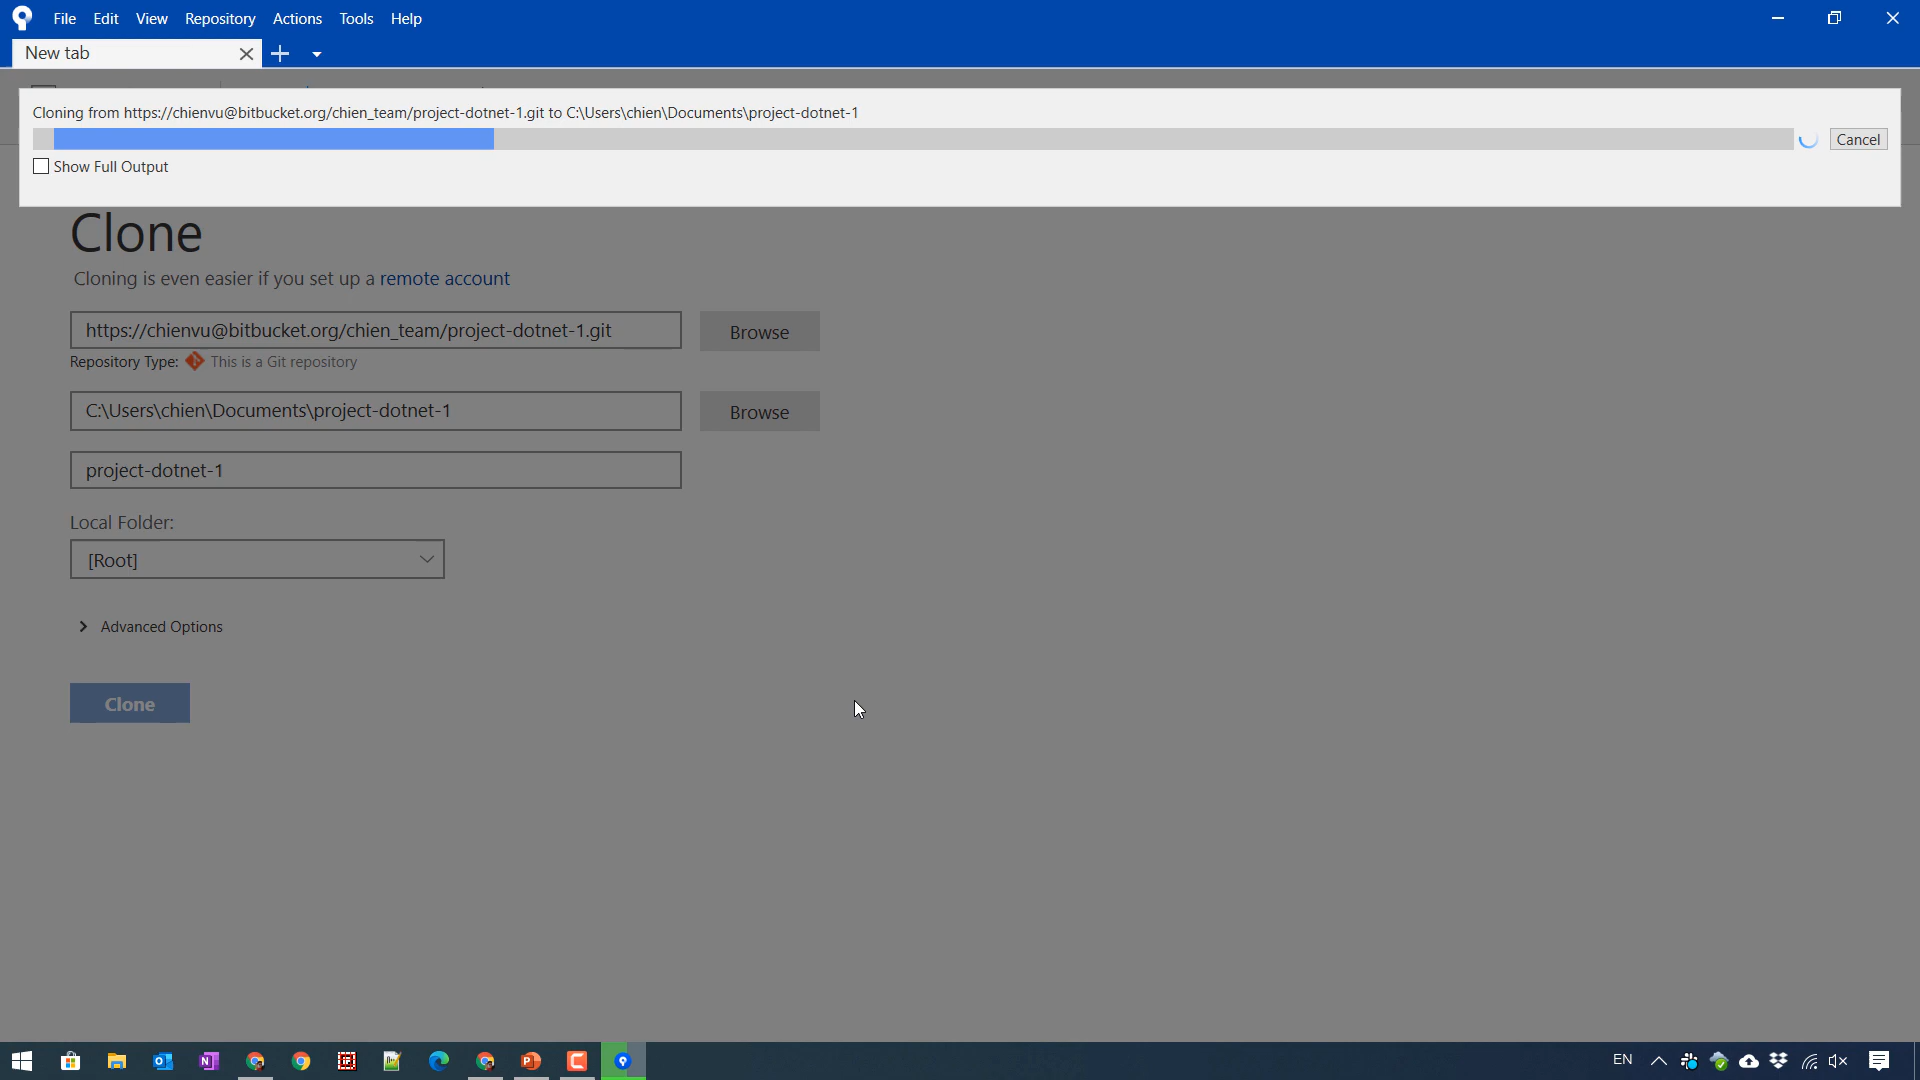 File Edit View Repository Actions Tools Help
New tab
Cloning from https://chienvu@bitbucket.org/chien_team/project-dotnet-1.git to C:\Users\chien\Documents\project-dotnet-1
Cancel
Show Full Output
Clone
Cloning is even easier if you set up a remote account
https://chienvu@bitbucket.org/chien_team/project-dotnet-1.git
Browse
Repository Type: This is a Git repository
C:\Users\chien\Documents\project-dotnet-1
Browse
project-dotnet-1
Local Folder:
[Root]
Advanced Options
Clone
EN